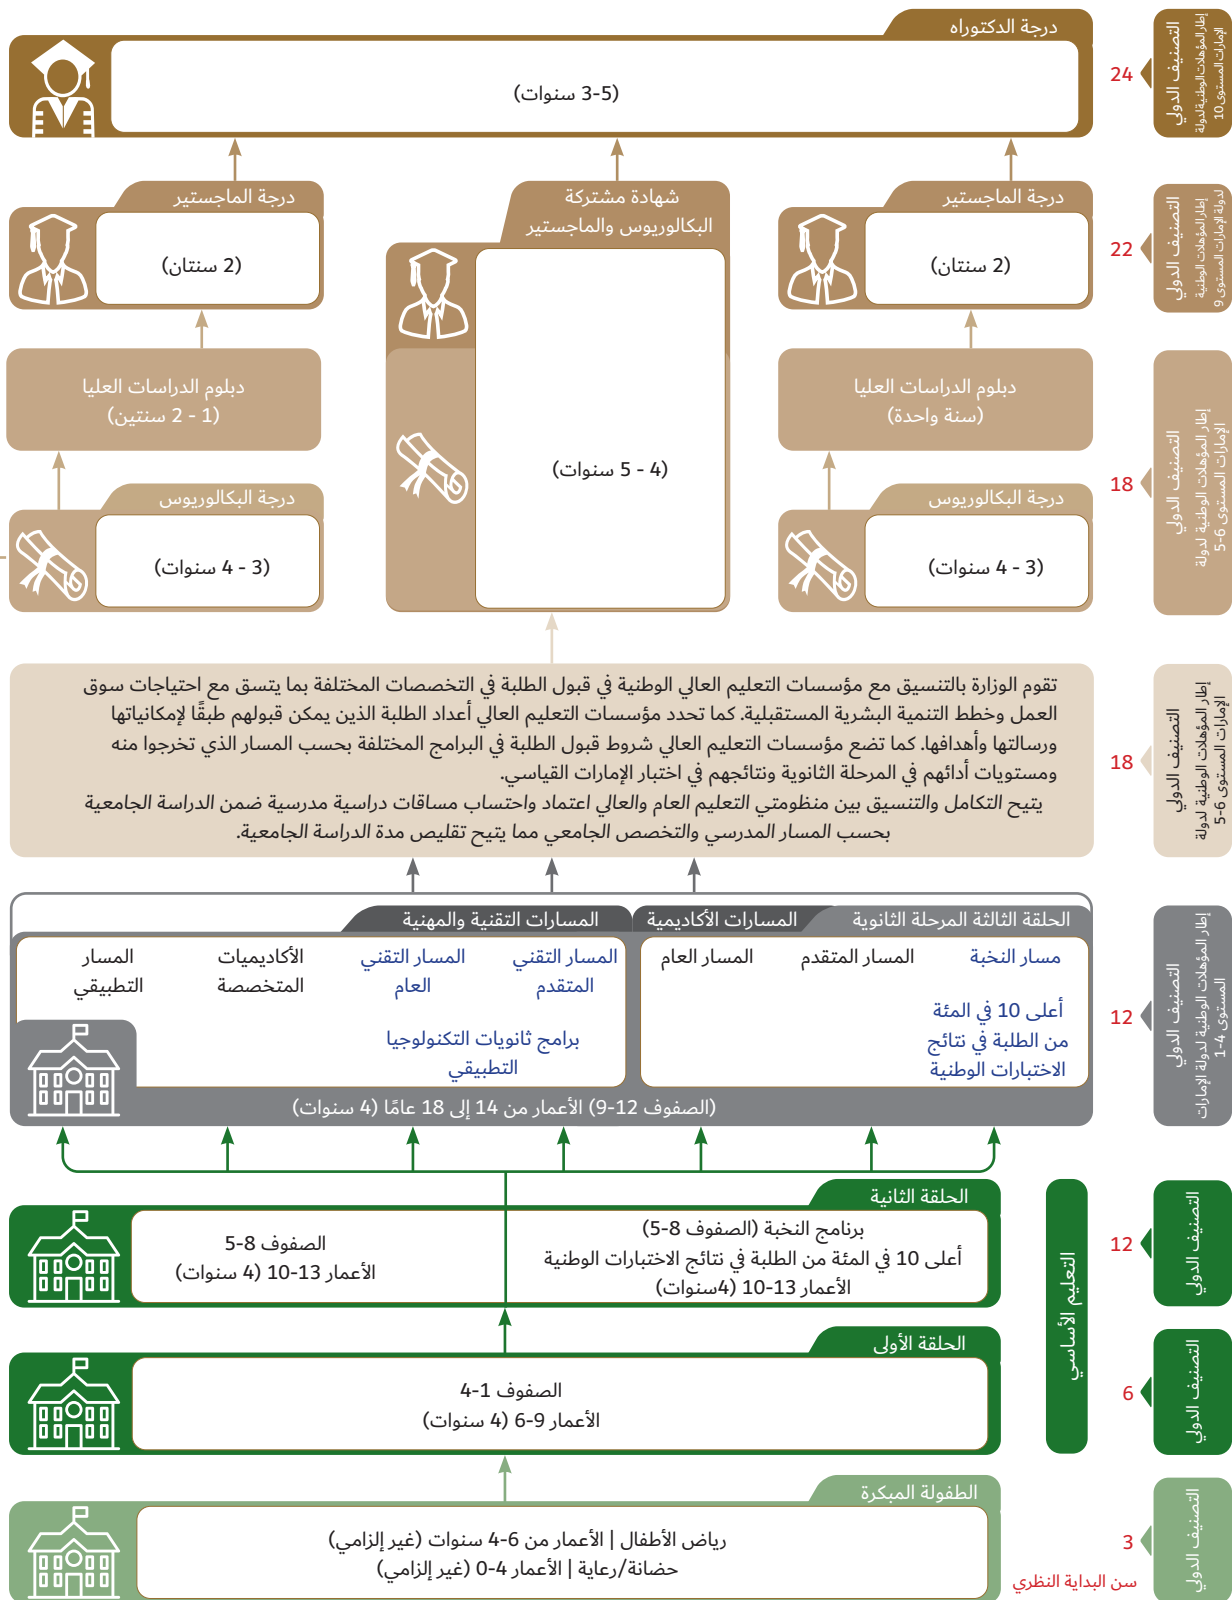 درجة الدكتوراه
(3-5 سنوات)
24
التصنيف الدولي
إطار المؤهلات الوطنية لدولة
الإمارات المستوى 10
درجة الماجستير
(2 سنتان)
شهادة مشتركة
البكالوريوس والماجستير
(4 - 5 سنوات)
درجة الماجستير
(2 سنتان)
22
التصنيف الدولي
إطار المؤهلات الوطنية
لدولة الإمارات المستوى 9
دبلوم الدراسات العليا
(سنة واحدة)
دبلوم الدراسات العليا
(1 - 2 سنتين)
درجة البكالوريوس
(3 - 4 سنوات)
درجة البكالوريوس
(3 - 4 سنوات)
18
التصنيف الدولي
إطار المؤهلات الوطنية لدولة
الإمارات المستوى 6-5
تقوم الوزارة بالتنسيق مع مؤسسات التعليم العالي الوطنية في قبول الطلبة في التخصصات المختلفة بما يتسق مع احتياجات سوق
العمل وخطط التنمية البشرية المستقبلية. كما تحدد مؤسسات التعليم العالي أعداد الطلبة الذين يمكن قبولهم طبقًا لإمكانياتها
ورسالتها وأهدافها. كما تضع مؤسسات التعليم العالي شروط قبول الطلبة في البرامج المختلفة بحسب المسار الذي تخرجوا منه
ومستويات أدائهم في المرحلة الثانوية ونتائجهم في اختبار الإمارات القياسي.
يتيح التكامل والتنسيق بين منظومتي التعليم العام والعالي اعتماد واحتساب مساقات دراسية مدرسية ضمن الدراسة الجامعية
بحسب المسار المدرسي والتخصص الجامعي مما يتيح تقليص مدة الدراسة الجامعية.
18
التصنيف الدولي
إطار المؤهلات الوطنية لدولة
الإمارات المستوى 6-5
الحلقة الثالثة المرحلة الثانوية
المسارات الأكاديمية
المسارات التقنية والمهنية
مسار النخبة
أعلى 10 في المئة
من الطلبة في نتائج
الاختبارات الوطنية
المسار المتقدم
المسار العام
المسار التقني
المتقدم
المسار التقني
العام
برامج ثانويات التكنولوجيا
التطبيقي
الأكاديميات
المتخصصة
المسار
التطبيقي
(الصفوف 12-9) الأعمار من 14 إلى 18 عامًا (4 سنوات)
12
التصنيف الدولي
إطار المؤهلات الوطنية لدولة الإمارات
المستوى 4-1
الحلقة الثانية
برنامج النخبة (الصفوف 8-5)
أعلى 10 في المئة من الطلبة في نتائج الاختبارات الوطنية
الأعمار 13-10 (4سنوات)
الصفوف 8-5
الأعمار 13-10 (4 سنوات)
12
التصنيف الدولي
التعليم الأساسي
الحلقة الأولى
الصفوف 1-4
الأعمار 9-6 (4 سنوات)
6
التصنيف الدولي
الطفولة المبكرة
رياض الأطفال | الأعمار من 6-4 سنوات (غير إلزامي)
حضانة/رعاية | الأعمار 4-0 (غير إلزامي)
3
سن البداية النظري
التصنيف الدولي